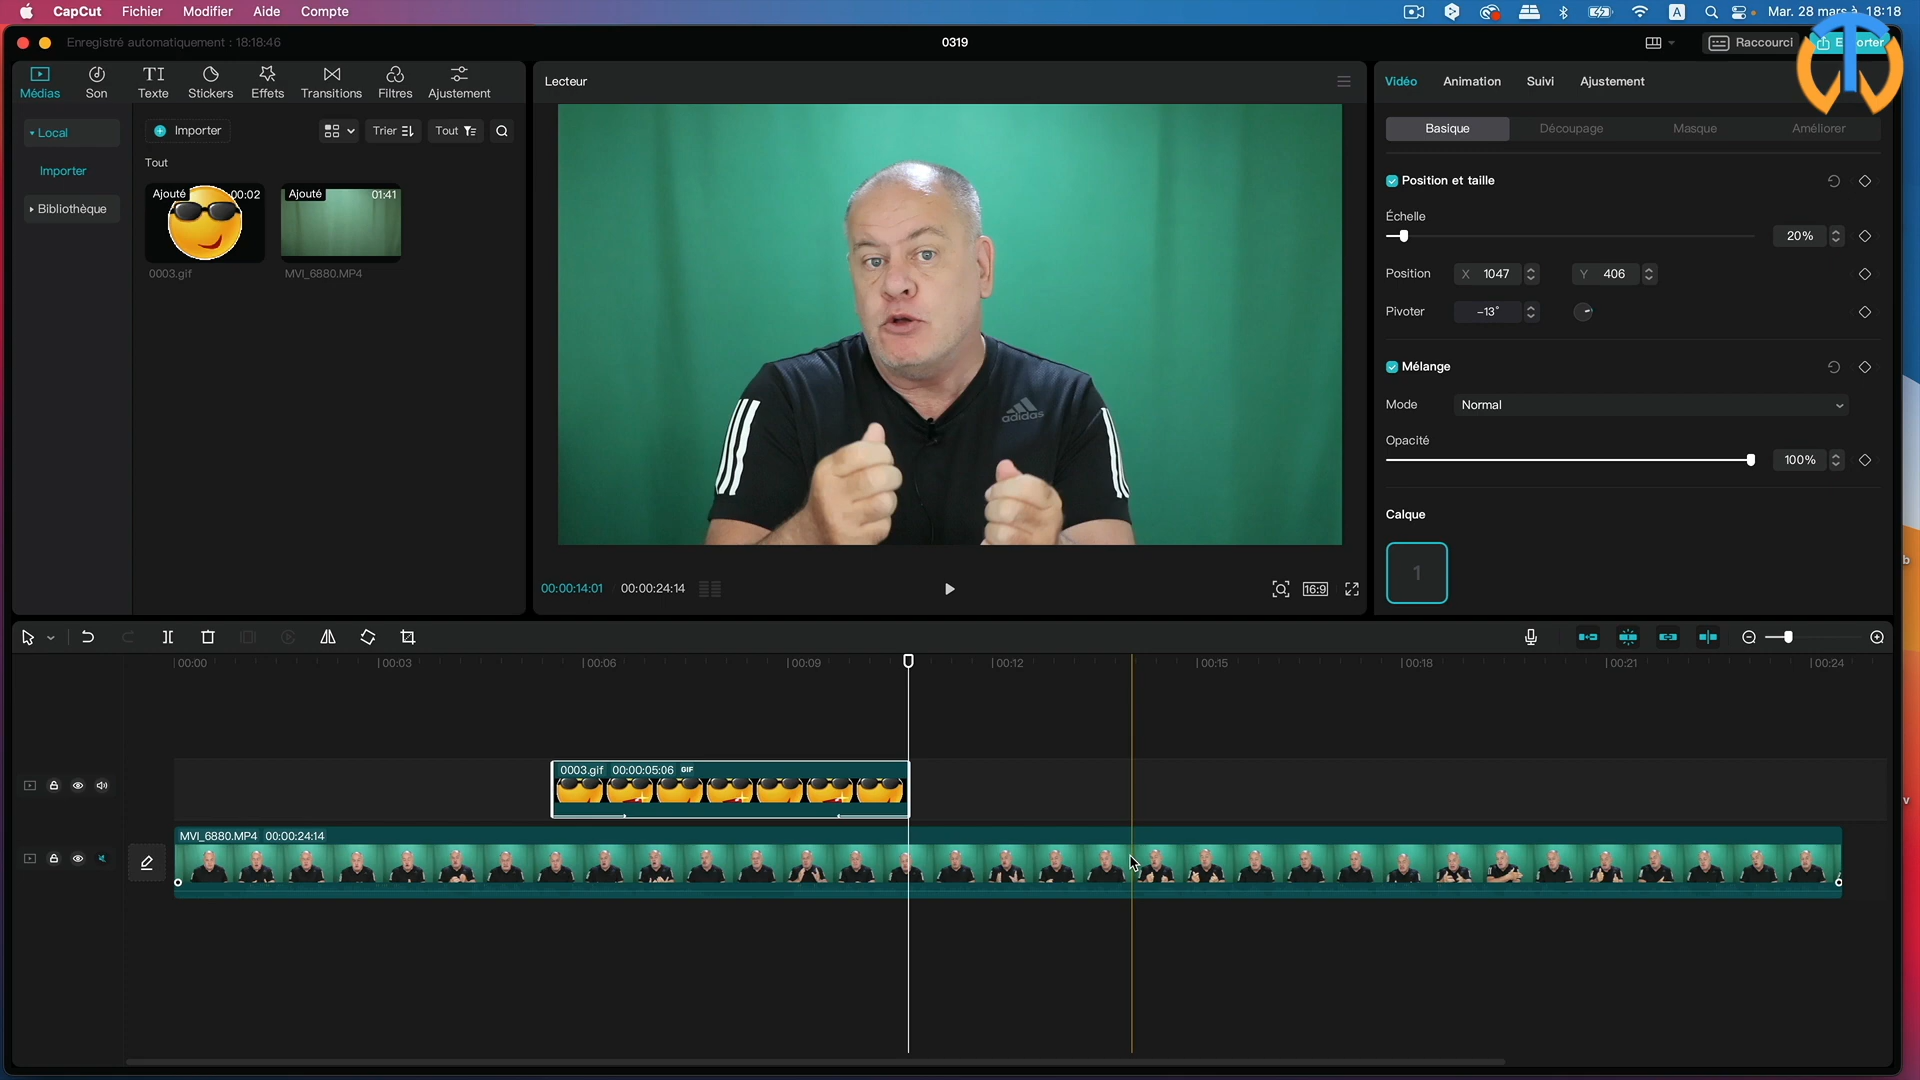 CapCut Fichier Modifier Aide Compte
A Mar. 28 mars à 18:18
Enregistré automatiquement : 18:18:46
0319
Raccourci
Médias Son Texte Stickers Effets Transitions Filtres Ajustement
TI
Lecteur
Vidéo Animation Suivi Ajustement
Local
Importer
Bibliothèque
Importer
Trier
Tout
Tout
Ajouté 00:02
0003.gif
Ajouté 01:41
MVI_6880.MP4
adidas
00:00:14:01 00:00:24:14
16:9
Basique Découpage Masque Améliorer
Position et taille
Échelle
20%
Position X 1047 Y 406
Pivoter -13°
Mélange
Mode Normal
Opacité
100%
Calque
1
00:00 00:03 00:06 00:09 00:12 00:15 00:18 00:21 00:24
0003.gif 00:00:05:06 GIF
MVI_6880.MP4 00:00:24:14
b
v